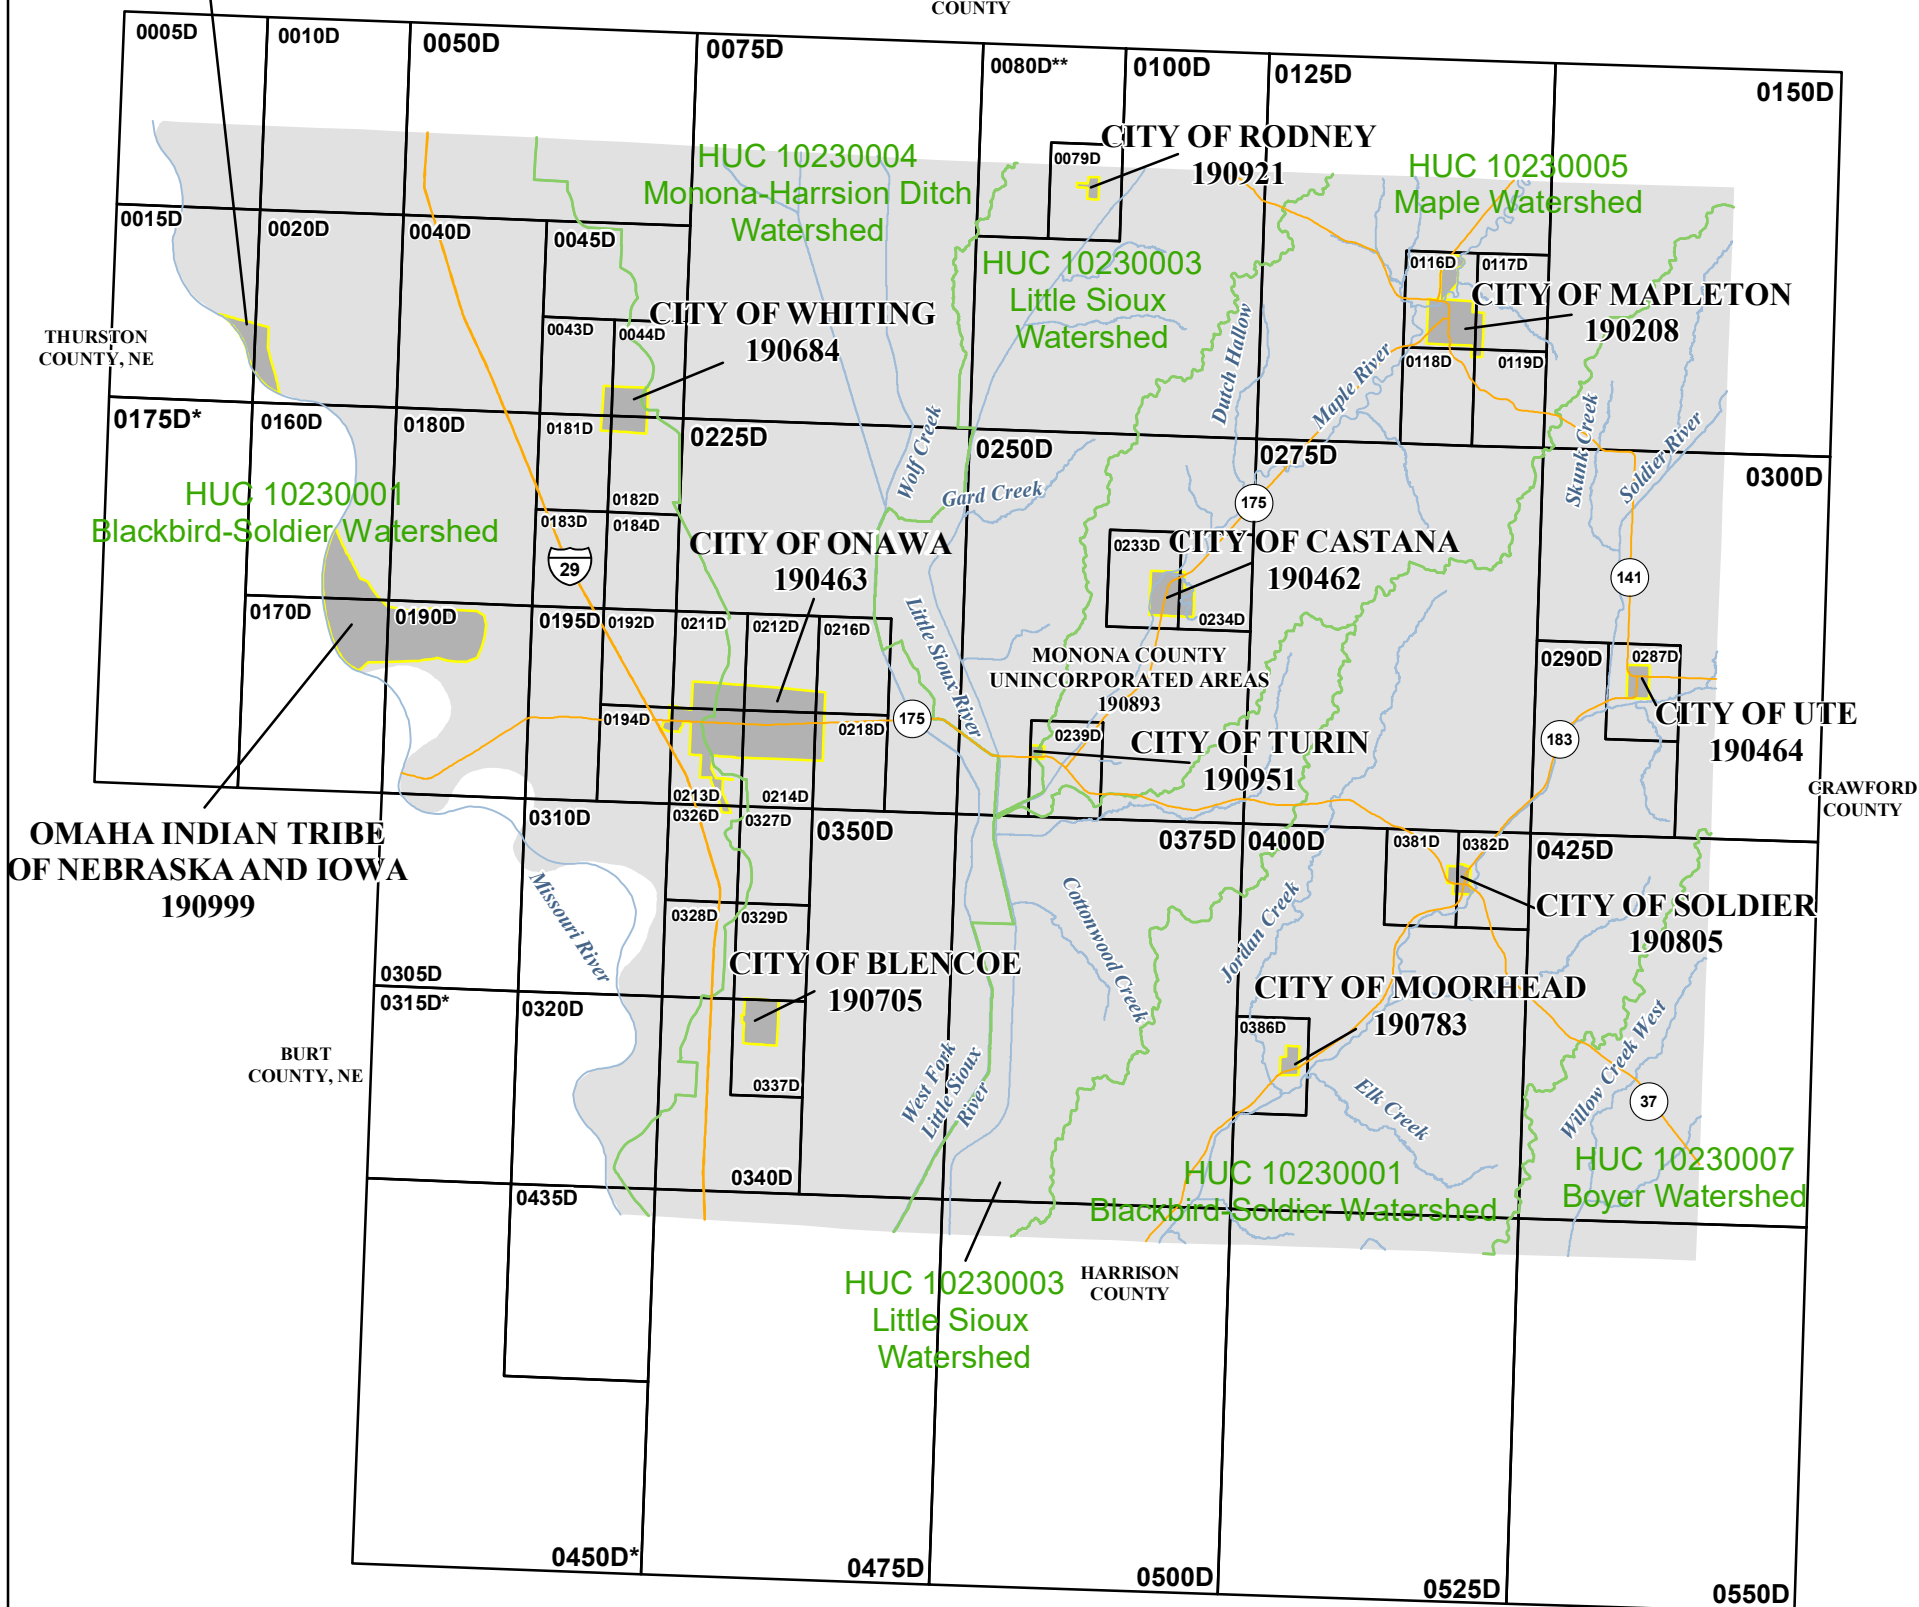 COUNTY
0005D
0010D
0050D
0075D
0080D**
0100D
0125D
0150D
CITY OF RODNEY
190921
0079D
HUC 10230004
Monona-Harrsion Ditch
Watershed
HUC 10230005
Maple Watershed
0015D
0020D
0040D
0045D
HUC 10230003
Little Sioux
Watershed
0116D
0117D
CITY OF MAPLETON
190208
0118D
0119D
THURSTON
COUNTY, NE
0043D
0044D
CITY OF WHITING
190684
Dutch Hallow
Maple River
0175D*
0160D
0180D
0181D
0225D
0250D
0275D
0300D
Wolf Creek
Gard Creek
Skunk Creek
Soldier River
HUC 10230001
Blackbird-Soldier Watershed
0182D
0183D
0184D
29
175
CITY OF ONAWA
190463
0233D
CITY OF CASTANA
190462
0234D
141
0170D
0190D
0195D
0192D
0211D
0212D
0216D
Little Sioux River
MONONA COUNTY
UNINCORPORATED AREAS
190893
0290D
0287D
CITY OF UTE
190464
0194D
0218D
175
0239D
CITY OF TURIN
190951
183
0213D
0214D
CRAWFORD
COUNTY
OMAHA INDIAN TRIBE
OF NEBRASKA AND IOWA
190999
0310D
0326D
0327D
0350D
0375D
0400D
0381D
0382D
0425D
Missouri River
Cottonwood Creek
Jordan Creek
CITY OF SOLDIER
190805
0328D
0329D
CITY OF BLENCOE
190705
0305D
0315D*
0320D
CITY OF MOORHEAD
190783
0386D
BURT
COUNTY, NE
0337D
West Fork
Little Sioux
River
Elk Creek
Willow Creek West
37
0340D
HUC 10230001
Blackbird-Soldier Watershed
HUC 10230007
Boyer Watershed
0435D
HUC 10230003
Little Sioux
Watershed
HARRISON
COUNTY
0450D*
0475D
0500D
0525D
0550D